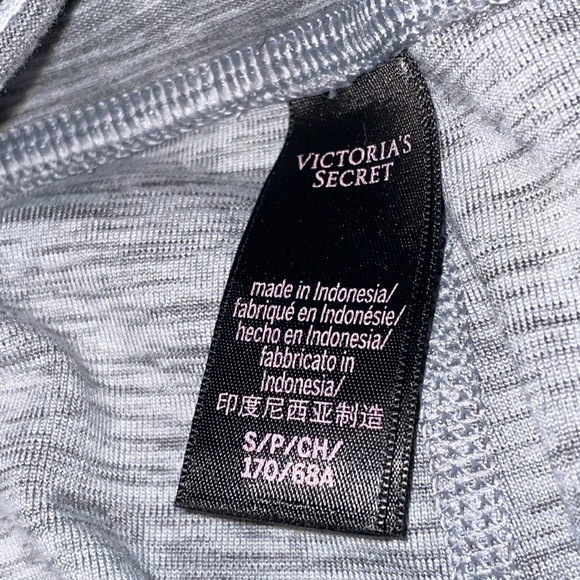 VICTORIA'S
SECRET
made in Indonesia/
fabriqué en Indonésie/
hecho en Indonesia/
fabbricato in
Indonesia/
印度尼西亚制造
S/P/CH/
170/68A